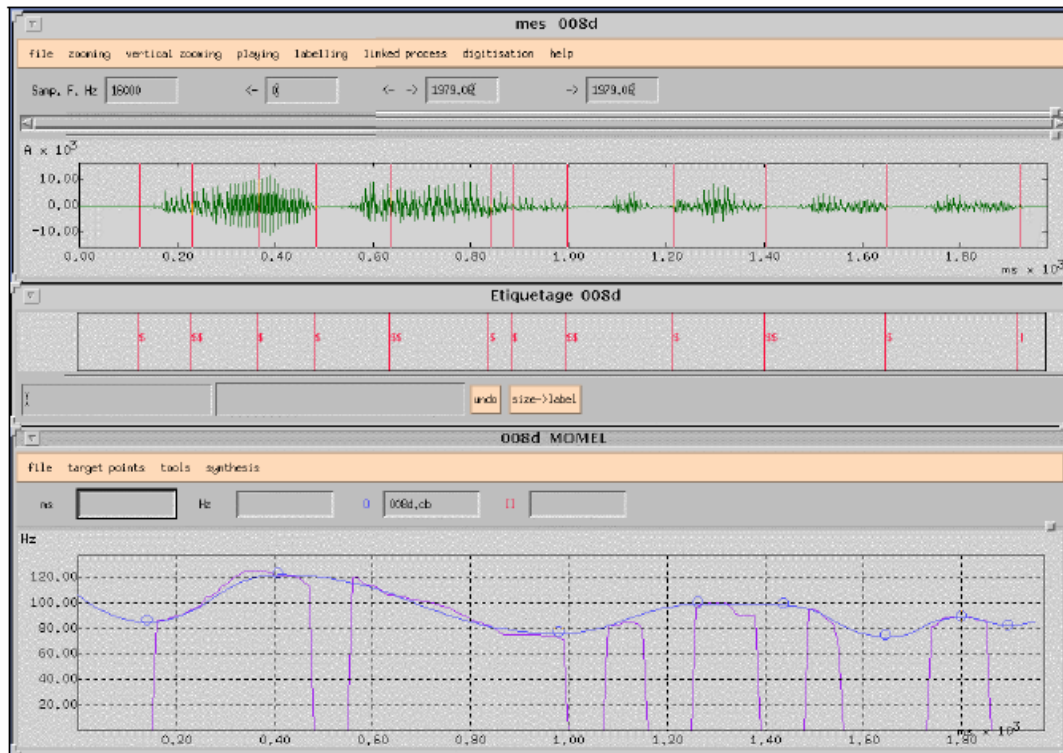 mes 008d
file zooming vertical zooming playing labelling linked process digitisation help
Samp. F. Hz 16000 <- 0 <- -> 1979.06 -> 1979.06
A × 10³
10.00
0.00
-10.00
0.00 0.20 0.40 0.60 0.80 1.00 1.20 1.40 1.60 1.80
ms × 10³
Etiquetage 008d
$ $$ $ $ $$ $ $ $$ $ $$ $
undo size->label
008d MOMEL
file target points tools synthesis
ms Hz O 008d.cb []
Hz
120.00
100.00
80.00
60.00
40.00
20.00
ms × 10³
0.20 0.40 0.60 0.80 1.00 1.20 1.40 1.60 1.80